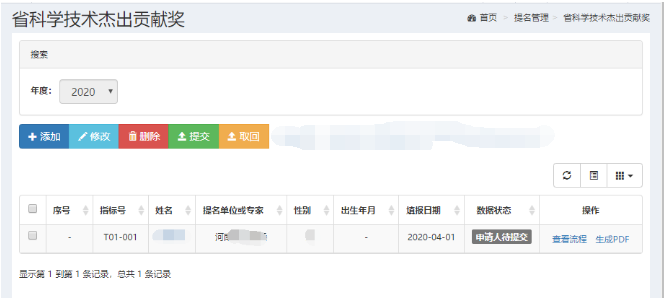 省科学技术杰出贡献奖
首页 > 提名管理 > 省科学技术杰出贡献奖
搜索
年度: 2020
添加 修改 删除 提交 取回
序号 指标号 姓名 提名单位或专家 性别 出生年月 填报日期 数据状态 操作
- T01-001 - 2020-04-01 申请人待提交 查看流程 生成PDF
显示第 1 到第 1 条记录，总共 1 条记录